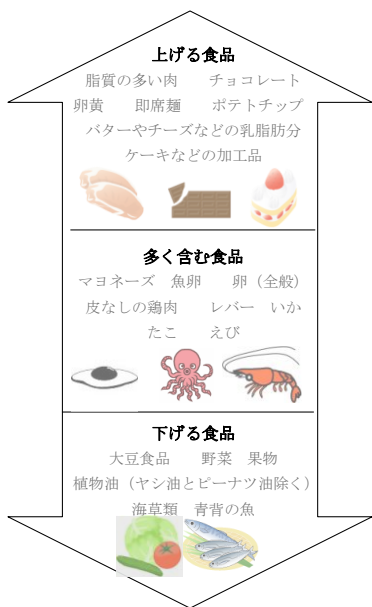 上げる食品
脂質の多い肉　　チョコレート
卵黄　　即席麺　　ポテトチップ
バターやチーズなどの乳脂肪分
ケーキなどの加工品
多く含む食品
マヨネーズ　魚卵　　卵（全般）
皮なしの鶏肉　　レバー　いか
たこ　　えび
下げる食品
大豆食品　　野菜　果物
植物油（ヤシ油とピーナツ油除く）
海草類　青背の魚